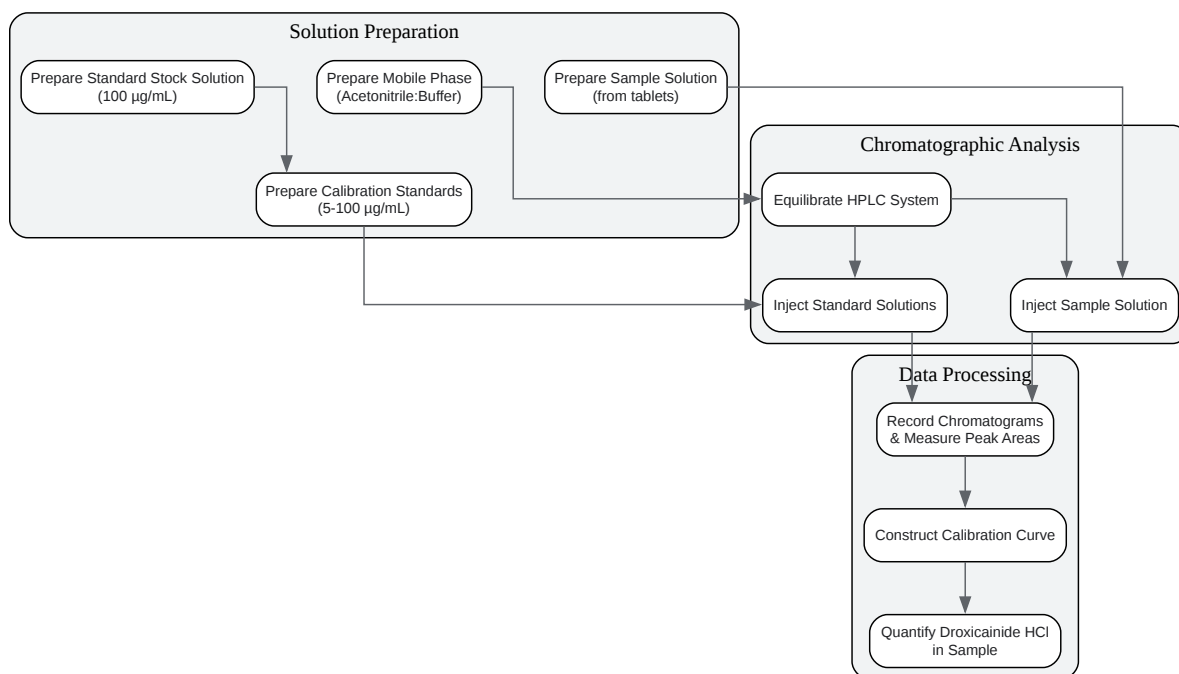 Solution Preparation
Prepare Standard Stock Solution
(100 µg/mL)
Prepare Mobile Phase
(Acetonitrile:Buffer)
Prepare Sample Solution
(from tablets)
Prepare Calibration Standards
(5-100 µg/mL)
Chromatographic Analysis
Equilibrate HPLC System
Inject Standard Solutions
Inject Sample Solution
Data Processing
Record Chromatograms
& Measure Peak Areas
Construct Calibration Curve
Quantify Droxicainide HCl
in Sample